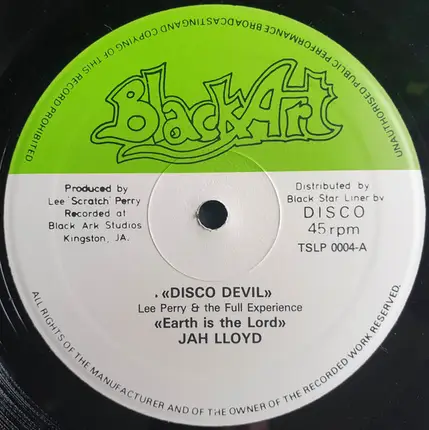 UNAUTHORISED PUBLIC PERFORMANCE BROADCASTING AND COPYING OF THIS RECORD PROHIBITED
Black Art
Produced by
Lee "Scratch" Perry
Recorded at
Black Ark Studios
Kingston, JA.
Distributed by
Black Star Liner bv
DISCO
45 rpm
TSLP 0004-A
.«DISCO DEVIL»
Lee Perry & the Full Experience
«Earth is the Lord»
JAH LLOYD
ALL RIGHTS OF THE MANUFACTURER AND OF THE OWNER OF THE RECORDED WORK RESERVED.